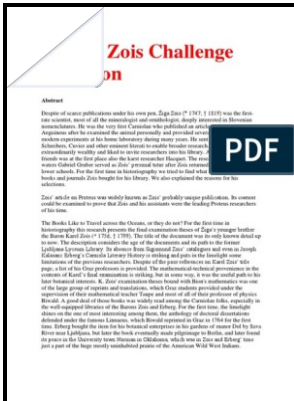 Zois Challenge
on
PDF
Abstract
Despite of scarce publications under his own pen, Žiga Zois (* 1747, † 1819) was the first-
rate scientist, most of all the mineralogist and ornithologist, deeply interested in Slovenian
nomenclatures. He was the very first Carniolan who published an article
Anguinus after he examined the animal personally and provided several
modern experiments at his home laboratory during many years. He sent
Schreibers, Cuvier and other eminent literati to enable broader research.
extraordinarily wealthy and liked to invite researchers into his library. A
friends was at the first place also the karst researcher Hacquet. The rese
waters Gabriel Gruber served as Zois' personal tutor after Zois returned
lower schools. For the first time in historiography we tried to find what
books and journals Zois bought for his library. We also explained the reasons for his
selections.
Zois' article on Proteus was widely known as Zois' probably unique publication. Its content
could be examined to prove that Zois and his assistants were the leading Proteus researchers
of his time.
The Books Like to Travel across the Oceans, or they do not? For the first time in
historiography this research presents the found examination theses of Žiga's younger brother
the Baron Karel Zois (* 1756, † 1799). The title of the document was its only known detail up
to now. The description considers the age of the documents and its path to the former
Ljubljana Lyceum Library. Its absence from Sigismund Zois' catalogues and even in Joseph
Kalasanz Erberg's Carniola Literary History is striking and puts in the limelight some
limitations of the previous researchers. Despite of the past references on Karel Zois' title
page, a list of his Graz professors is provided. The mathematical-technical provenience in the
contents of Karel's final examination is striking, but in some way, it was the useful path to his
later botanical interests. K. Zois' examination theses bound with Bion's mathematics was one
of the large group of reprints and translations, which Graz students provided under the
supervision of their mathematical teacher Taupe and most of all of their professor of physics
Biwald. A good deal of those books was widely read among the Carniolan folks, especially in
the well-equipped libraries of the Barons Zois and Erberg. For the first time, the limelight
shines on the one of most interesting among them, the anthology of doctoral dissertations
defended under the famous Linnaeus, which Biwald reprinted in Graz in 1764 for the first
time. Erberg bought the item for his botanical enterprises in his gardens of manor Dol by Sava
River near Ljubljana, but later the book eventually made pilgrimage to Berlin, and later found
its peace in the University town Norman in Oklahoma, which was in Zois and Erberg' time
just a part of the huge mostly uninhabited prairie of the American Wild West Indians.